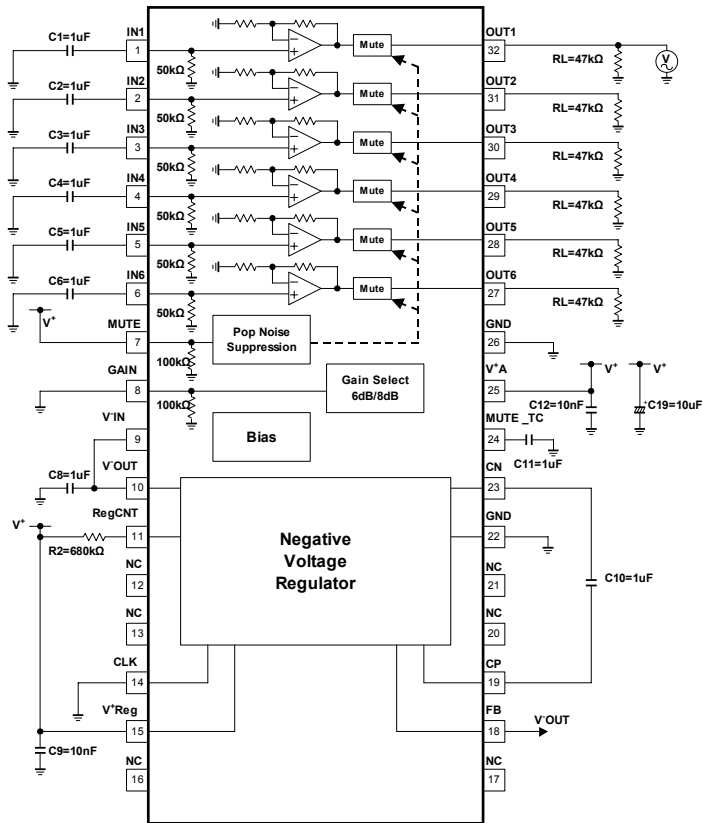 IN1
C1=1uF
1
50kΩ
Mute
OUT1
32
RL=47kΩ
V
IN2
C2=1uF
2
50kΩ
Mute
OUT2
31
RL=47kΩ
IN3
C3=1uF
3
50kΩ
Mute
OUT3
30
RL=47kΩ
IN4
C4=1uF
4
50kΩ
Mute
OUT4
29
RL=47kΩ
IN5
C5=1uF
5
50kΩ
Mute
OUT5
28
RL=47kΩ
IN6
C6=1uF
6
50kΩ
Mute
OUT6
27
RL=47kΩ
V+
MUTE
7
100kΩ
Pop Noise
Suppression
GND
26
GAIN
8
100kΩ
Gain Select
6dB/8dB
V+A
25
V+
V+
C12=10nF
+C19=10uF
V-IN
9
Bias
MUTE_TC
24
C11=1uF
C8=1uF
V-OUT
10
CN
23
V+
RegCNT
R2=680kΩ
11
Negative
Voltage
Regulator
GND
22
C10=1uF
NC
12
NC
21
NC
13
NC
20
CLK
14
CP
19
V+Reg
15
C9=10nF
FB
18
V-OUT
NC
16
NC
17